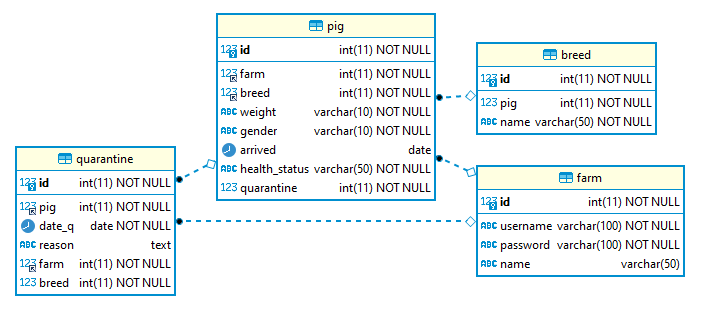 pig
123 id int(11) NOT NULL
123 farm int(11) NOT NULL
123 breed int(11) NOT NULL
ABC weight varchar(10) NOT NULL
ABC gender varchar(10) NOT NULL
arrived date
ABC health_status varchar(50) NOT NULL
123 quarantine int(11) NOT NULL
breed
123 id int(11) NOT NULL
123 pig int(11) NOT NULL
ABC name varchar(50) NOT NULL
quarantine
123 id int(11) NOT NULL
123 pig int(11) NOT NULL
date_q date NOT NULL
ABC reason text
123 farm int(11) NOT NULL
123 breed int(11) NOT NULL
farm
123 id int(11) NOT NULL
ABC username varchar(100) NOT NULL
ABC password varchar(100) NOT NULL
ABC name varchar(50)